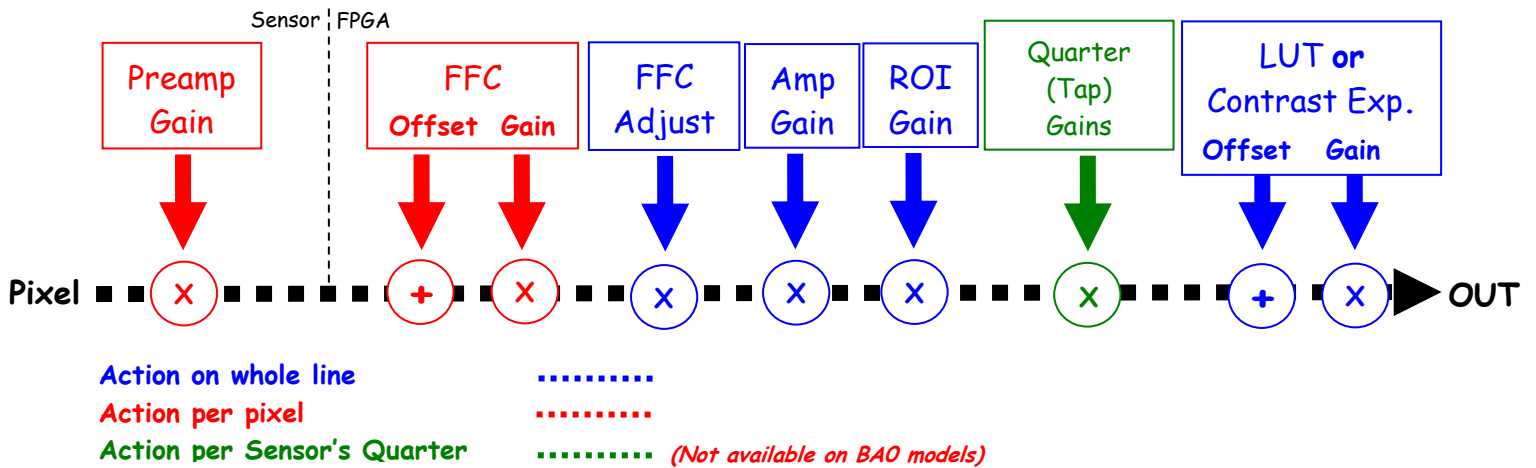 Sensor FPGA
Preamp
Gain
FFC
Offset Gain
FFC
Adjust
Amp
Gain
ROI
Gain
Quarter
(Tap)
Gains
LUT or
Contrast Exp.
Offset Gain
Pixel X + X X X X X + X OUT
Action on whole line
Action per pixel
Action per Sensor's Quarter (Not available on BA0 models)